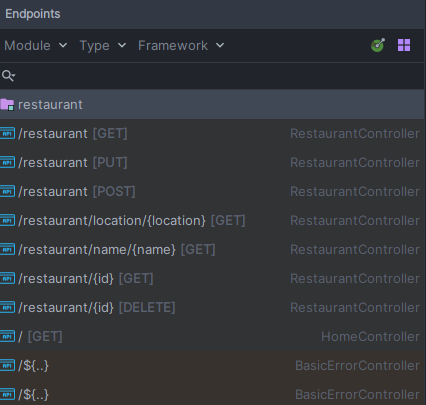 Endpoints
Module Type Framework
restaurant
API /restaurant [GET] RestaurantController
API /restaurant [PUT] RestaurantController
API /restaurant [POST] RestaurantController
API /restaurant/location/{location} [GET] RestaurantController
API /restaurant/name/{name} [GET] RestaurantController
API /restaurant/{id} [GET] RestaurantController
API /restaurant/{id} [DELETE] RestaurantController
API / [GET] HomeController
API /${..} BasicErrorController
API /${..} BasicErrorController